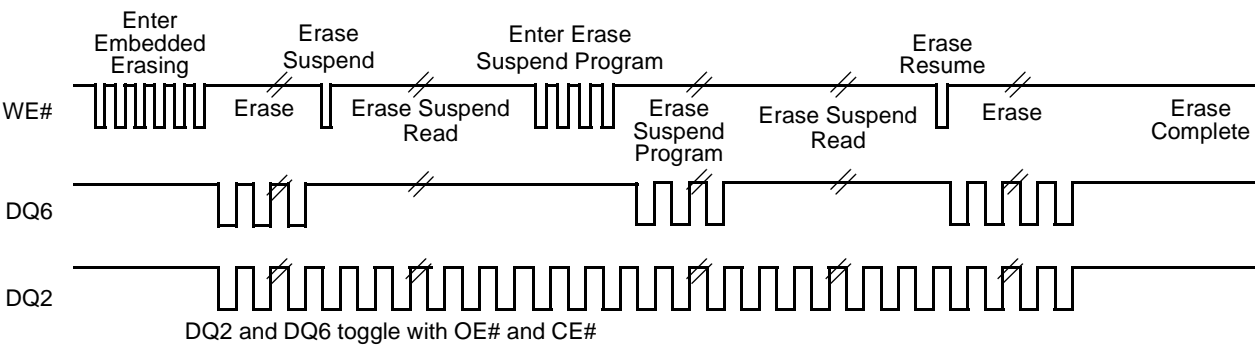 Enter
Embedded
Erasing
Erase
Suspend
Enter Erase
Suspend Program
Erase
Resume
WE#
Erase
Erase Suspend
Read
Erase
Suspend
Program
Erase Suspend
Read
Erase
Erase
Complete
DQ6
DQ2
DQ2 and DQ6 toggle with OE# and CE#